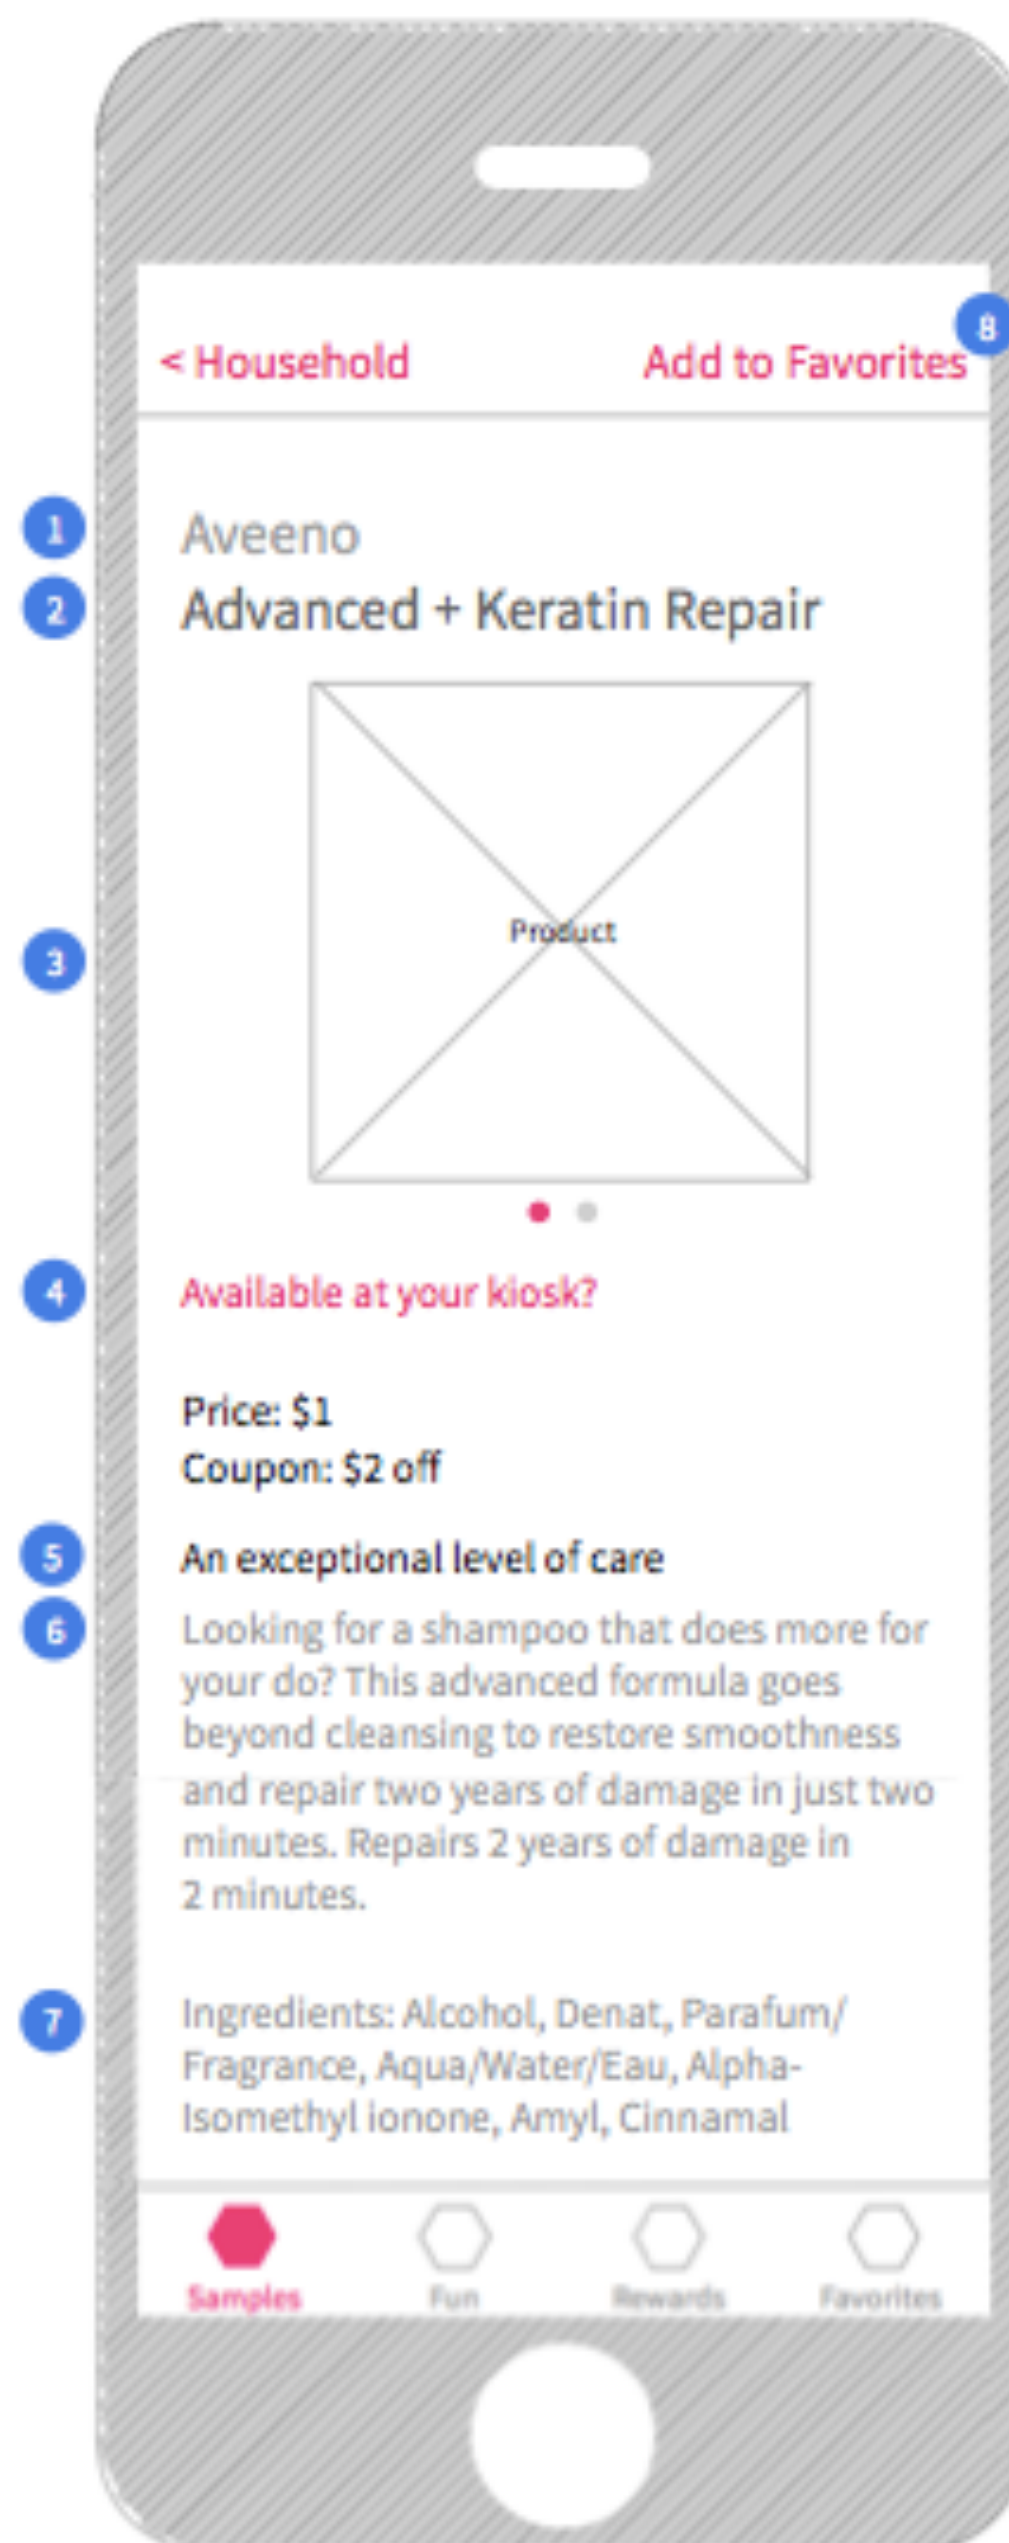 8
< Household Add to Favorites
1 Aveeno
2 Advanced + Keratin Repair
3 Product
4 Available at your kiosk?
Price: $1
Coupon: $2 off
5 An exceptional level of care
6 Looking for a shampoo that does more for
your do? This advanced formula goes
beyond cleansing to restore smoothness
and repair two years of damage in just two
minutes. Repairs 2 years of damage in
2 minutes.
7 Ingredients: Alcohol, Denat, Parafum/
Fragrance, Aqua/Water/Eau, Alpha-
Isomethyl ionone, Amyl, Cinnamal
Samples Fun Rewards Favorites